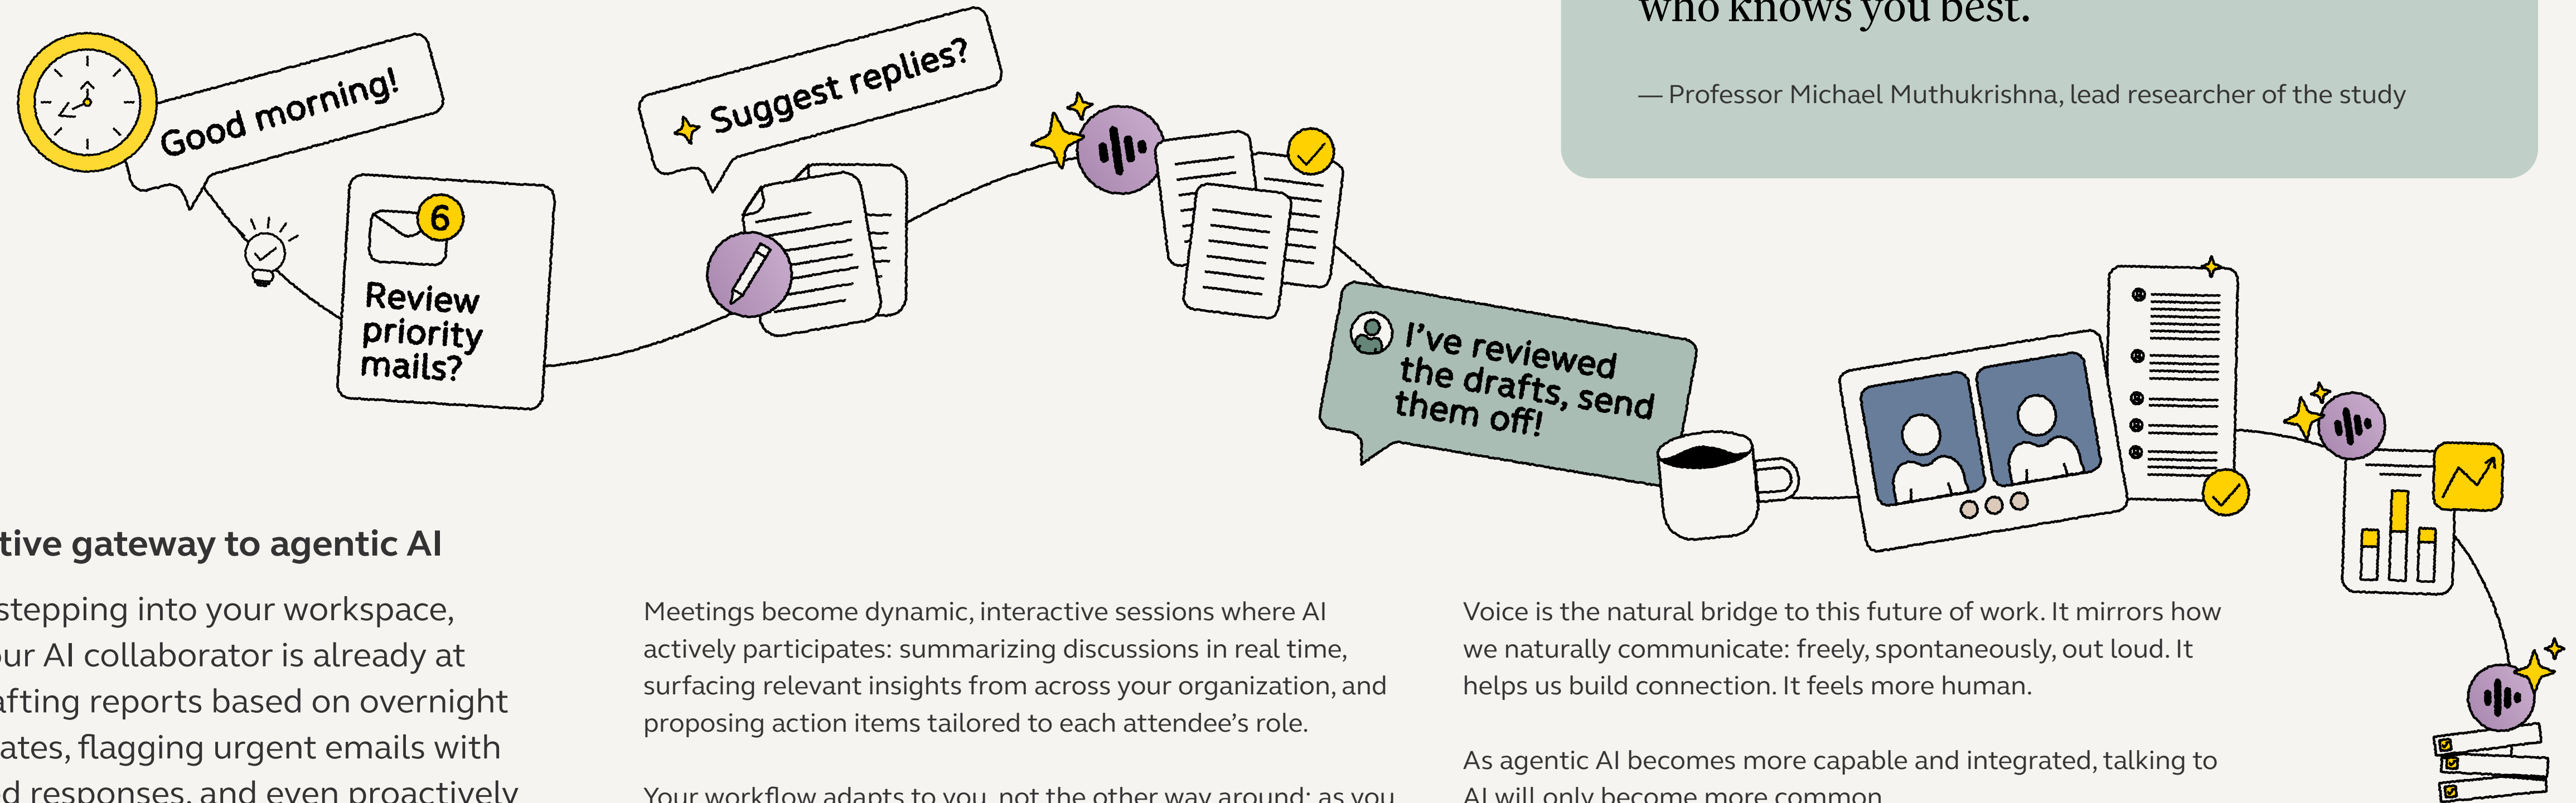 who knows you best.
— Professor Michael Muthukrishna, lead researcher of the study
Good morning!
6
Review
priority
mails?
Suggest replies?
I've reviewed
the drafts, send
them off!
gateway to agentic AI
stepping into your workspace,
AI collaborator is already at
reports based on overnight
flagging urgent emails with
responses, and even proactively
Meetings become dynamic, interactive sessions where AI
actively participates: summarizing discussions in real time,
surfacing relevant insights from across your organization, and
proposing action items tailored to each attendee's role.
Your workflow adapts to you, not the other way around: as you
Voice is the natural bridge to this future of work. It mirrors how
we naturally communicate: freely, spontaneously, out loud. It
helps us build connection. It feels more human.
As agentic AI becomes more capable and integrated, talking to
AI will only become more common